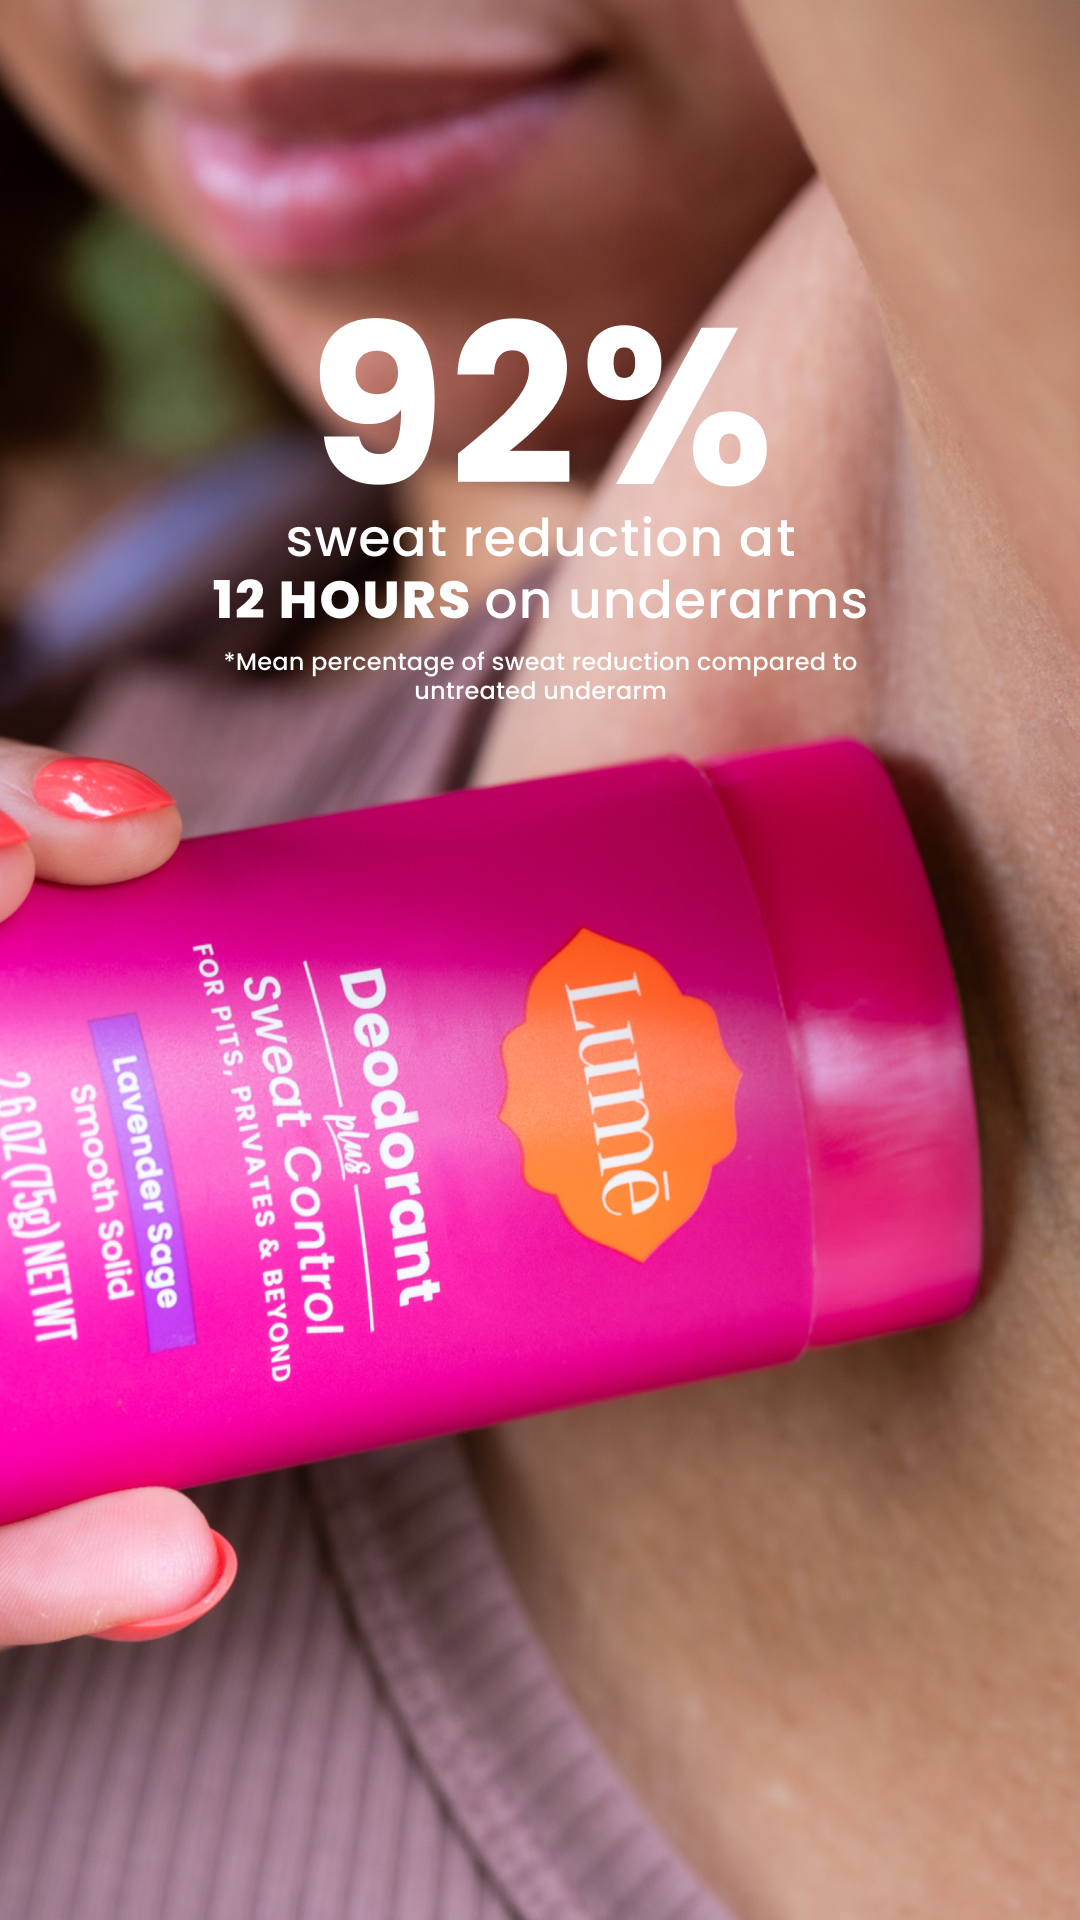 92%
sweat reduction at
12 HOURS on underarms
*Mean percentage of sweat reduction compared to
untreated underarm
Lumē
Deodorant
plus
Sweat Control
FOR PITS, PRIVATES & BEYOND
Lavender Sage
Smooth Solid
2.6 OZ (75g) NET WT